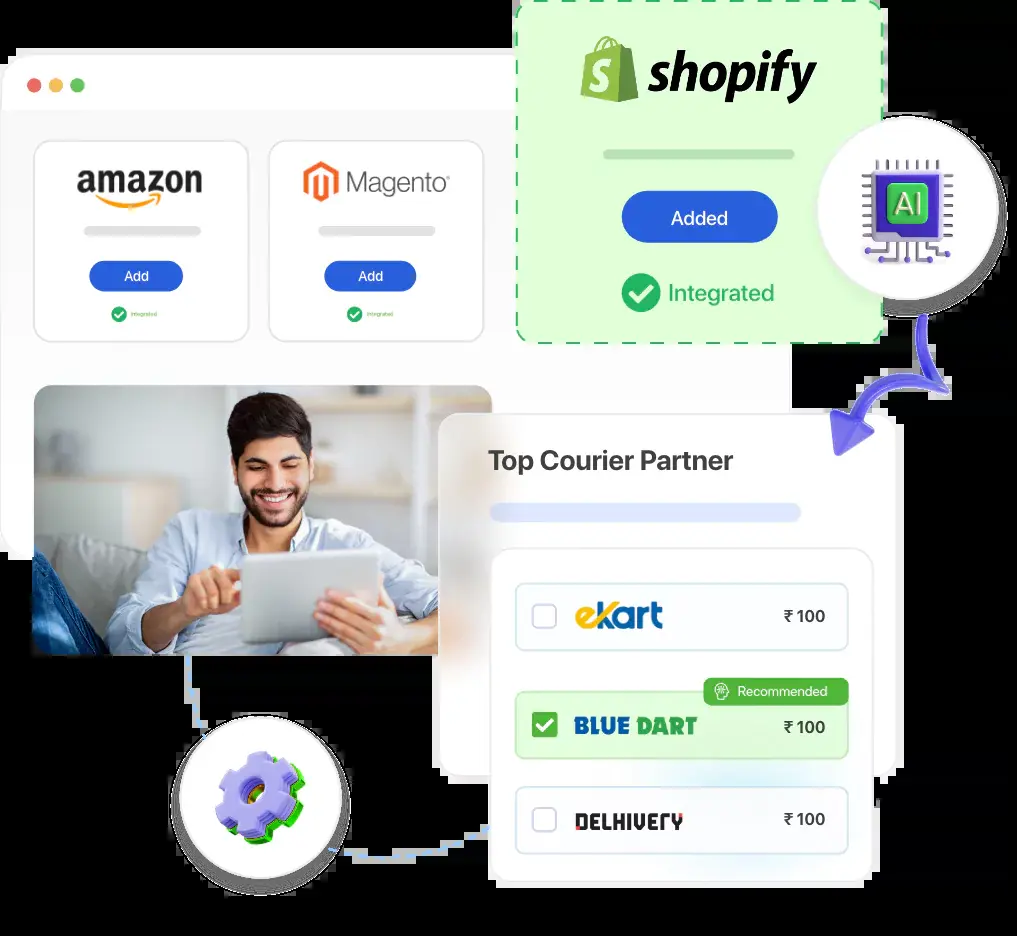 shopify
Added
Integrated
AI
amazon
Add
Integrated
Magento®
Add
Integrated
Top Courier Partner
eKart
₹ 100
Recommended
BLUE DART
₹ 100
DELHIVERY
₹ 100